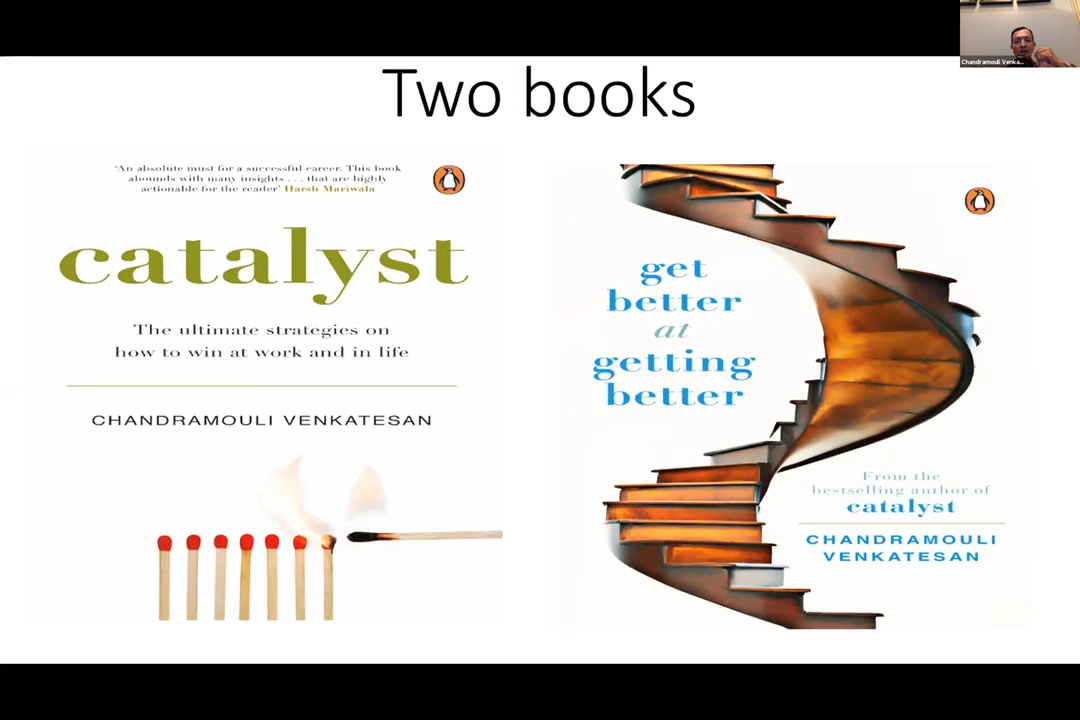 Chandramouli Venka...
Two books
'An absolute must for a successful career. This book
abounds with many insights . . . that are highly
actionable for the reader' Harsh Mariwala
catalyst
The ultimate strategies on
how to win at work and in life
CHANDRAMOULI VENKATESAN
get
better
at
getting
better
From the
bestselling author of
catalyst
CHANDRAMOULI
VENKATESAN